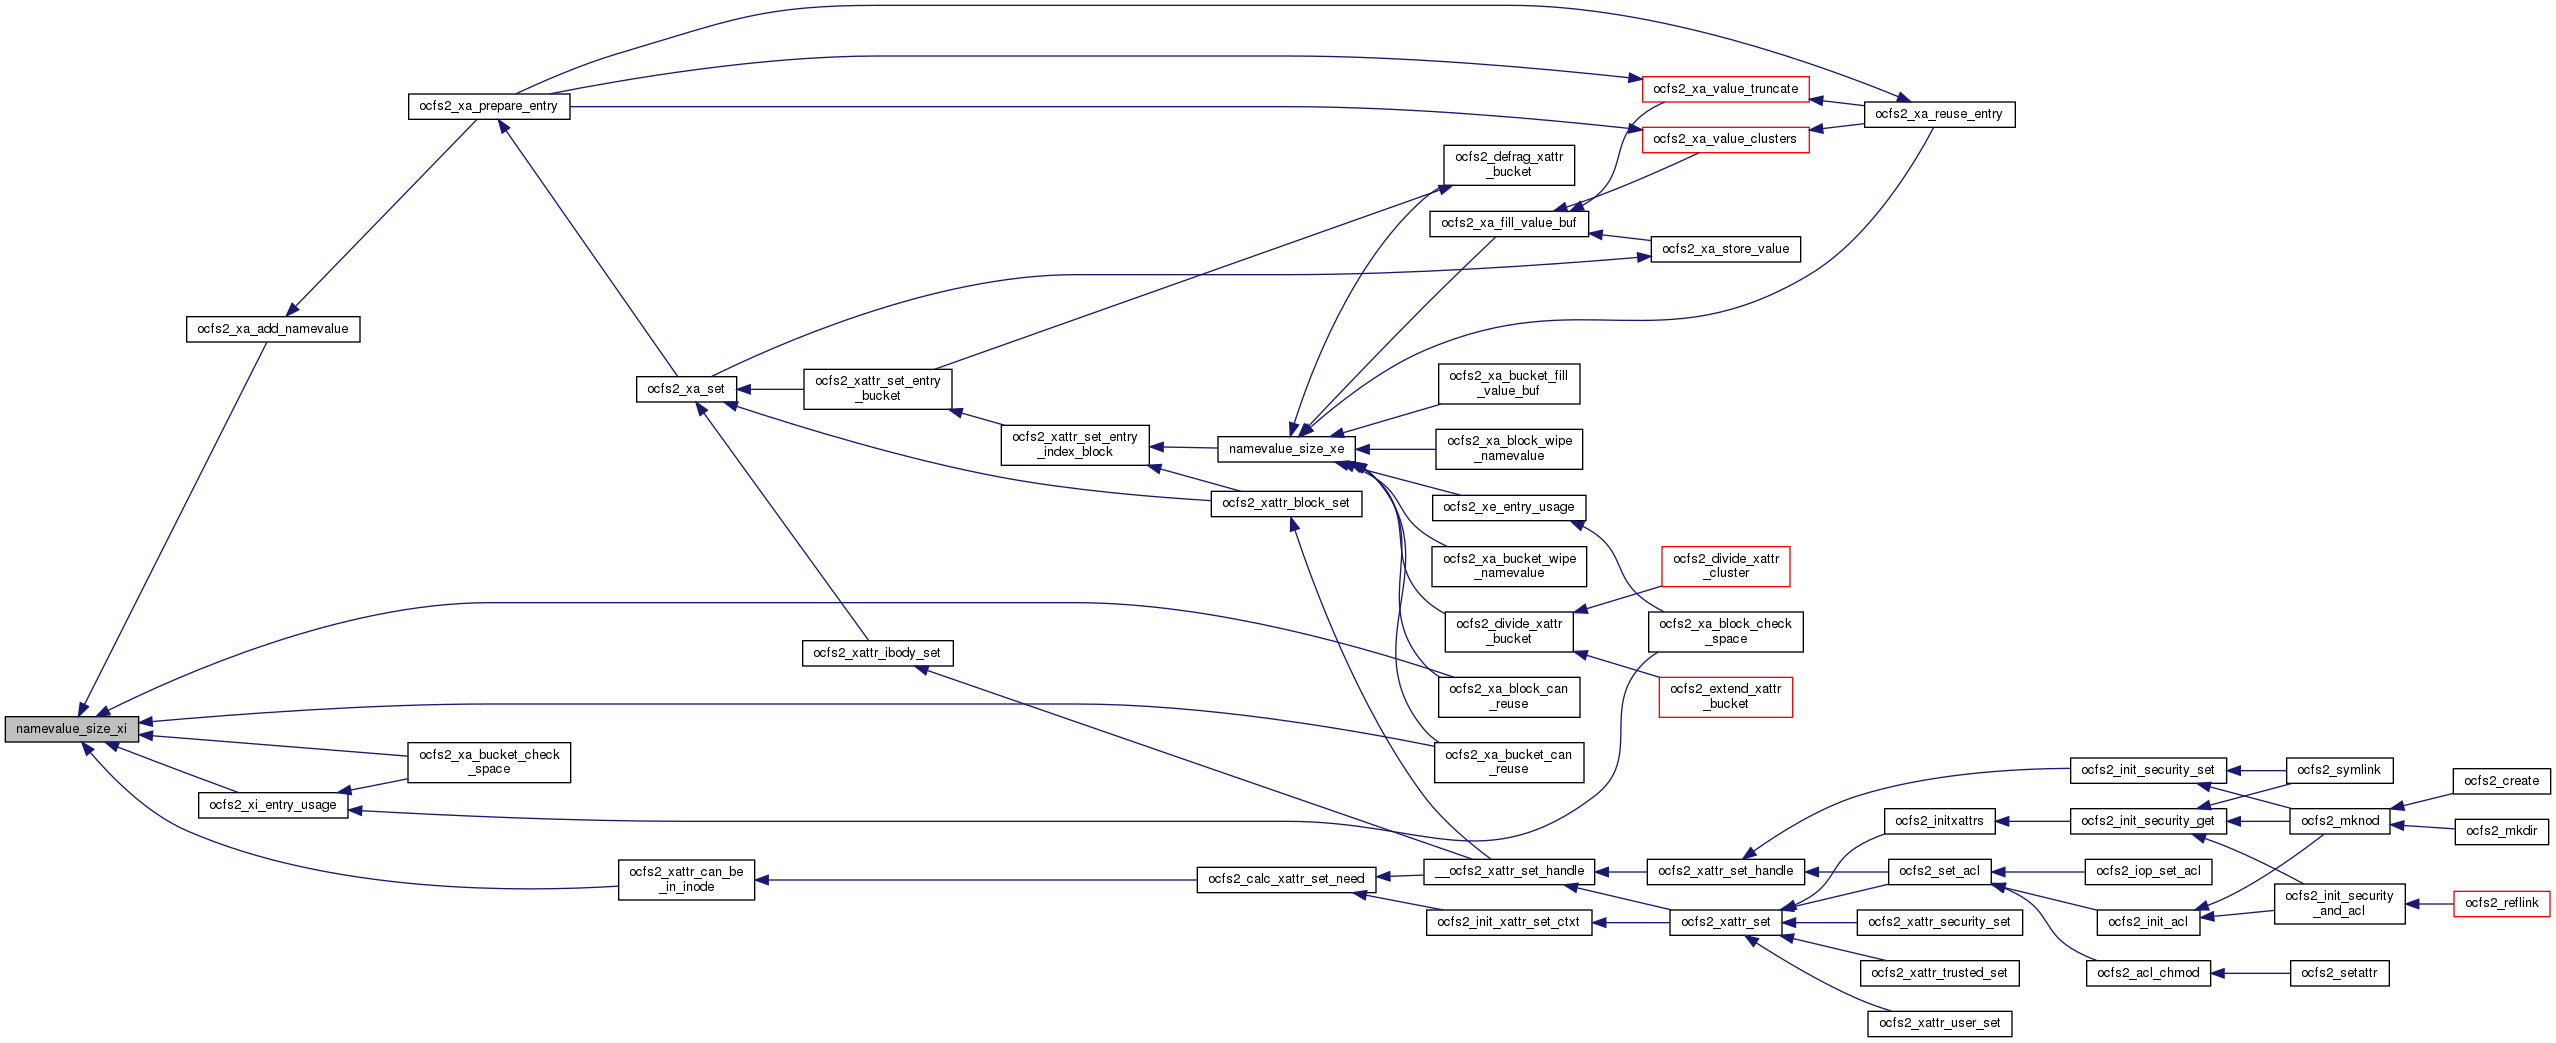 ocfs2_xa_prepare_entry
ocfs2_xa_value_truncate
ocfs2_xa_reuse_entry
ocfs2_xa_value_clusters
ocfs2_defrag_xattr
_bucket
ocfs2_xa_fill_value_buf
ocfs2_xa_store_value
ocfs2_xa_add_namevalue
ocfs2_xa_set
ocfs2_xattr_set_entry
_bucket
ocfs2_xa_bucket_fill
_value_buf
ocfs2_xattr_set_entry
_index_block
namevalue_size_xe
ocfs2_xa_block_wipe
_namevalue
ocfs2_xattr_block_set
ocfs2_xe_entry_usage
ocfs2_xa_bucket_wipe
_namevalue
ocfs2_divide_xattr
_cluster
ocfs2_divide_xattr
_bucket
ocfs2_xa_block_check
_space
ocfs2_xattr_ibody_set
ocfs2_xa_block_can
_reuse
ocfs2_extend_xattr
_bucket
namevalue_size_xi
ocfs2_xa_bucket_check
_space
ocfs2_xa_bucket_can
_reuse
ocfs2_init_security_set
ocfs2_symlink
ocfs2_create
ocfs2_xi_entry_usage
ocfs2_initxattrs
ocfs2_init_security_get
ocfs2_mknod
ocfs2_mkdir
ocfs2_xattr_can_be
_in_inode
ocfs2_calc_xattr_set_need
__ocfs2_xattr_set_handle
ocfs2_xattr_set_handle
ocfs2_set_acl
ocfs2_iop_set_acl
ocfs2_init_security
_and_acl
ocfs2_reflink
ocfs2_init_xattr_set_ctxt
ocfs2_xattr_set
ocfs2_xattr_security_set
ocfs2_init_acl
ocfs2_xattr_trusted_set
ocfs2_acl_chmod
ocfs2_setattr
ocfs2_xattr_user_set